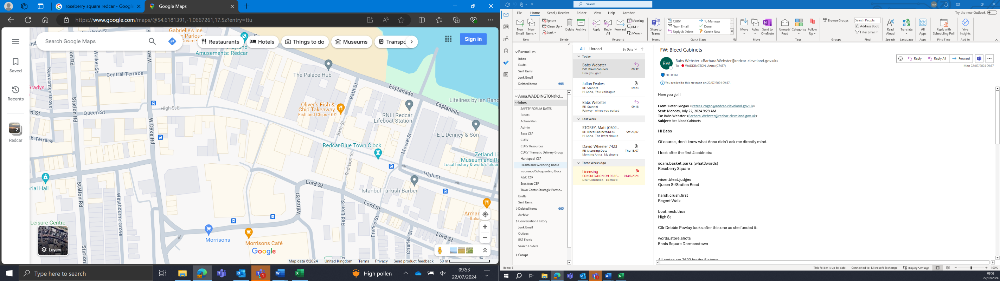 roseberry square redcar - Google
Google Maps
https://www.google.com/maps/@54.6181391,-1.0667261,17.5z?entry=ttu
Search Google Maps
Restaurants
Hotels
Things to do
Museums
Transpo
Sign in
Saved
Recents
2
Redcar
Gabrielle's Ice
m Parlou
Cream •
Amusements: Redcar
Newcomen Grove
Walker St
Central Terrace
The Palace Hub
Esplanade
Esplanade
Lifelines by Ian Ranc
Gradys
Station Rd
Queen St
High St E
Oliver's Fish &
Chip Takeaway
Fish and Chips • ££
Bath St
Bath St
RNLI Redcar
Lifeboat Station
E L Denney & Son
W Dyke Rd
Redcar Blue Town Clock
Moore St
Zetland Li
Museum and Re
Local history & world's oldes
Red Lion St
High St
orial Hall
Lord St
Istanbul Turkish Barber
Station Rd
Westbourne Grove
Wilton St
Lord St
Red Lion St
France St
Charles St
Lord St
Arman
Italia
Leisure Centre
Layers
Morrisons
Morrisons Café
Google
Station
Map data ©2024 United Kingdom Terms Privacy Send product feedback 50 m
Type here to search
1
High pollen
09:53
22/07/2024
Search
WA
File Home Send / Receive Folder View Help Acrobat
Try the new Outlook
New Email
New Items
New
Ignore
Clean Up
Junk
Delete
Archive
Delete
Reply
Reply All
Forward
Meeting
IM
More
Respond
Share to Teams
Teams
CURV
Team Email
Reply & Delete
To Manager
Done
Create New
Quick Steps
Move
Rules
Send to OneNote
Move
Unread/ Read
Categorise
Follow Up
Tags
Browse Groups
Groups
Search People
Address Book
Filter Email
Find
Read Aloud
Speech
Translate
Language
All Apps
Apps
Reply with Scheduling Poll
Find Time
Viva Insights
Add-in
Favourites
Inbox
Drafts
Sent Items
Junk Email
Deleted Items 605
Anna.WADDINGTON@cl...
Inbox
SAFETY FORUM DATES
Events
Action Plan
Admin
Boro CSP
CURV
CURV Resources
CURV Thematic Delivery Group
Hartlepool CSP
Health and Wellbeing Board
Insurance/Safeguarding Docs
R&C CSP
Stockton CSP
Town Centre Strategic Partne...
Drafts
Sent Items
Deleted Items 605
Archive
Conversation History
Junk Email
Outbox
RSS Feeds
Search Folders
Groups
All Unread By Date
Today
Babs Webster
FW: Bleed Cabinets 09:37
Here you go !!
Julian Feakes
RE: Scannet 09:23
Hi Anna, Your colleague
Babs Webster
RE: Scannet 09:18
Fairway - where you parked
Last Week
STOREY, Matt (C602...
RE: Bleed Cabinets/NEAS Sat 20/07
Hi Anna, The letter should
David Wheeler 7423
RE: Licensing Docs Thu 18/07
Morning Anna, My sincere
Three Weeks Ago
Licensing
CONSULTATION ON DRAF... 01/07/2024
Dear Consultee, Licensed
FW: Bleed Cabinets
BW
Babs Webster <Barbara.Webster@redcar-cleveland.gov.uk>
To WADDINGTON, Anna (C7437)
Reply Reply All Forward
Mon 22/07/2024 09:37
OFFICIAL
You replied to this message on 22/07/2024 09:37.
Here you go !!
From: Peter Grogan <Peter.Grogan@redcar-cleveland.gov.uk>
Sent: Monday, July 22, 2024 9:29 AM
To: Babs Webster <Barbara.Webster@redcar-cleveland.gov.uk>
Subject: Re: Bleed Cabinets
Hi Babs
Of course, don't know what Anna didn't ask me directly mind.
I look after the first 4 cabinets:
scam.basket.parks (what3words)
Roseberry Square
wiser.bleat.judges
Queen St/Station Road
harsh.crush.first
Regent Walk
boat.neck.thus
High St
Cllr Debbie Powlay looks after this one as she funded it:
words.store.shots
Ennis Square Dormanstown
All codes are 2603 for the 5 above
Items: 6
This folder is up to date. Connected to: Microsoft Exchange Display Settings 100%
1
09:53
22/07/2024